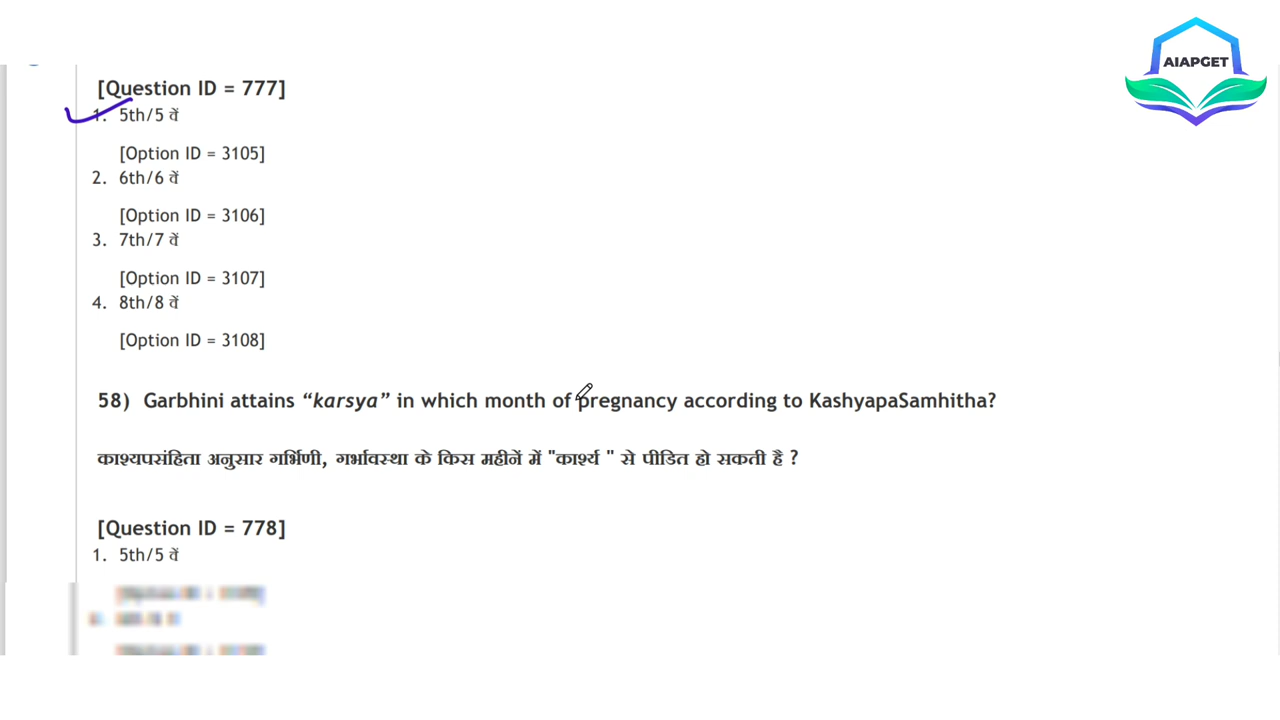 AIAPGET
[Question ID = 777]
1. 5th/5 वें
[Option ID = 3105]
2. 6th/6 वें
[Option ID = 3106]
3. 7th/7 वें
[Option ID = 3107]
4. 8th/8 वें
[Option ID = 3108]
58) Garbhini attains “karsya” in which month of pregnancy according to KashyapaSamhitha?
काश्यपसंहिता अनुसार गर्भिणी, गर्भावस्था के किस महीनें में "कार्श्य " से पीडित हो सकती है ?
[Question ID = 778]
1. 5th/5 वें